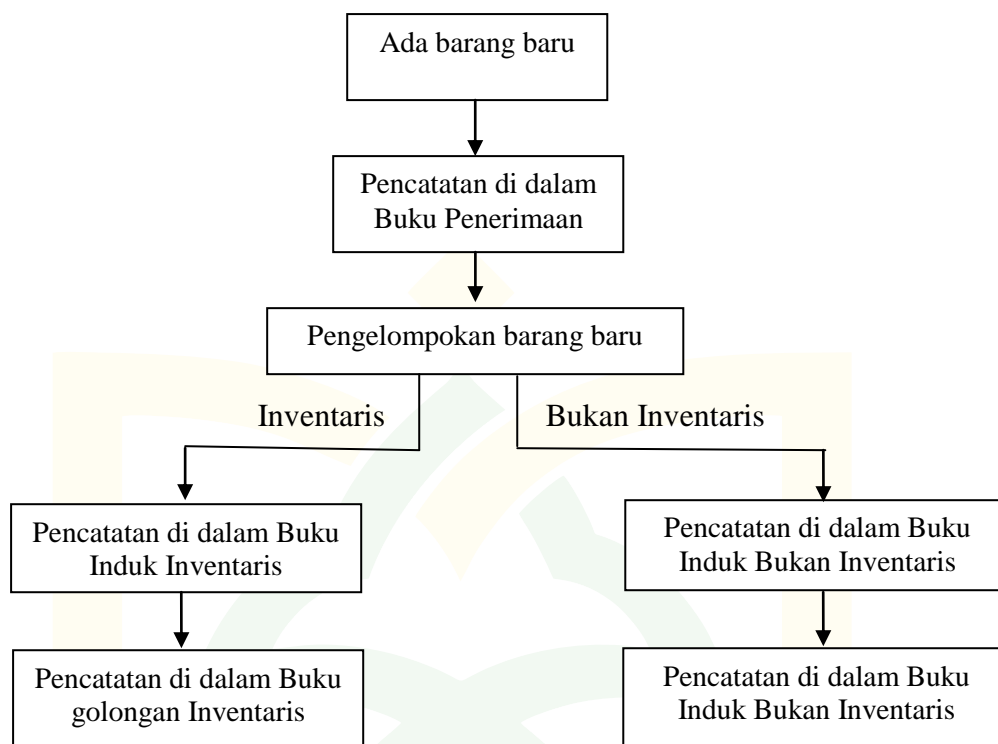 Ada barang baru
Pencatatan di dalam
Buku Penerimaan
Pengelompokan barang baru
Inventaris
Bukan Inventaris
Pencatatan di dalam Buku
Induk Inventaris
Pencatatan di dalam Buku
Induk Bukan Inventaris
Pencatatan di dalam Buku
golongan Inventaris
Pencatatan di dalam Buku
Induk Bukan Inventaris